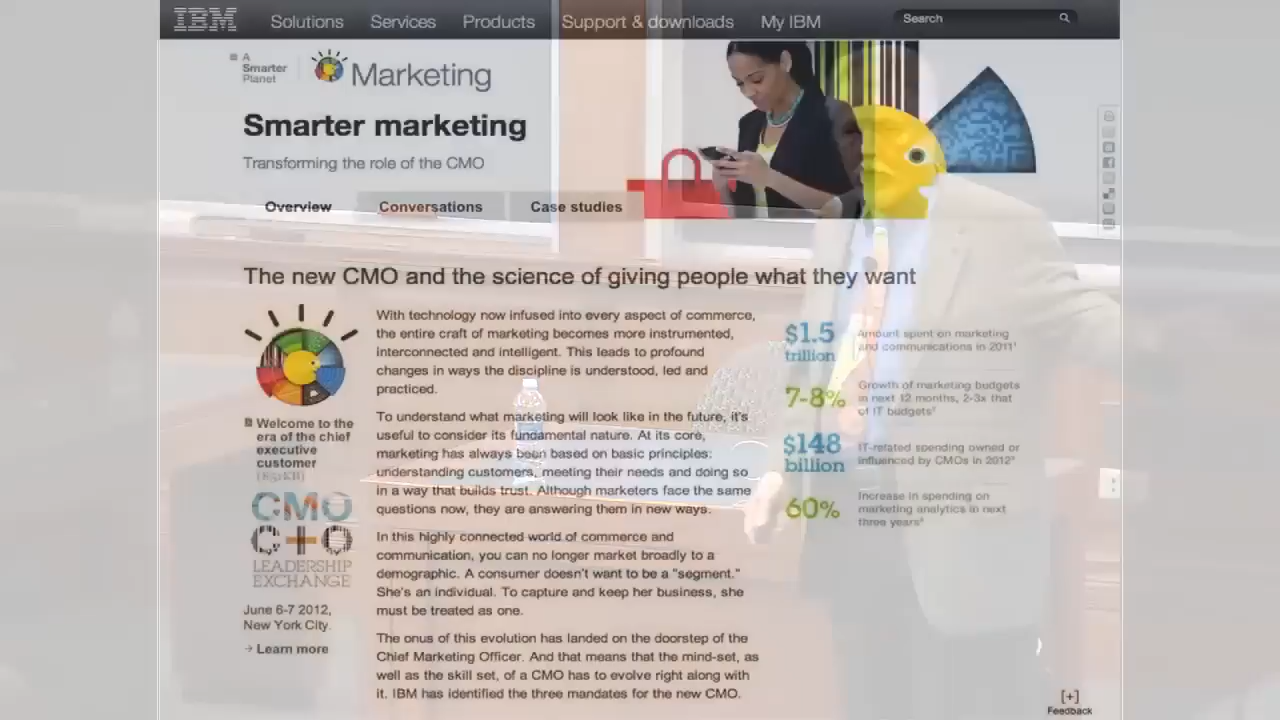 IBM
Solutions Services Products Support & downloads My IBM Search
A
Smarter
Planet
Marketing
Smarter marketing
Transforming the role of the CMO
Overview Conversations Case studies
The new CMO and the science of giving people what they want
Welcome to the
era of the chief
executive
customer
(851KB)
CMO
CIO
LEADERSHIP
EXCHANGE
June 6-7 2012,
New York City.
→ Learn more
With technology now infused into every aspect of commerce,
the entire craft of marketing becomes more instrumented,
interconnected and intelligent. This leads to profound
changes in ways the discipline is understood, led and
practiced.
To understand what marketing will look like in the future, it's
useful to consider its fundamental nature. At its core,
marketing has always been based on basic principles:
understanding customers, meeting their needs and doing so
in a way that builds trust. Although marketers face the same
questions now, they are answering them in new ways.
In this highly connected world of commerce and
communication, you can no longer market broadly to a
demographic. A consumer doesn't want to be a "segment."
She's an individual. To capture and keep her business, she
must be treated as one.
The onus of this evolution has landed on the doorstep of the
Chief Marketing Officer. And that means that the mind-set, as
well as the skill set, of a CMO has to evolve right along with
it. IBM has identified the three mandates for the new CMO.
$1.5
trillion
Amount spent on marketing
and communications in 2011¹
7-8%
Growth of marketing budgets
in next 12 months, 2-3x that
of IT budgets²
$148
billion
IT-related spending owned or
influenced by CMOs in 2012³
60%
Increase in spending on
marketing analytics in next
three years⁴
[+]
Feedback